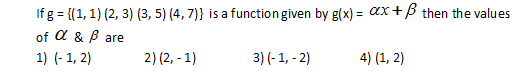 If g = {(1, 1) (2, 3) (3, 5) (4, 7)} is a function given by g(x) = αx + β then the values
of α & β are
1) (- 1, 2) 2) (2, - 1) 3) (- 1, - 2) 4) (1, 2)